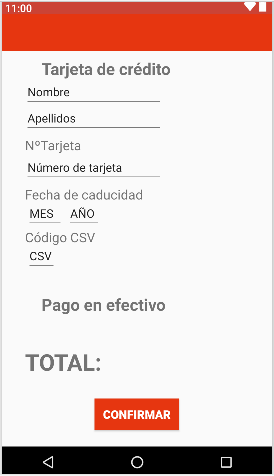 11:00
Tarjeta de crédito
Nombre
Apellidos
NºTarjeta
Número de tarjeta
Fecha de caducidad
MES AÑO
Código CSV
CSV
Pago en efectivo
TOTAL:
CONFIRMAR